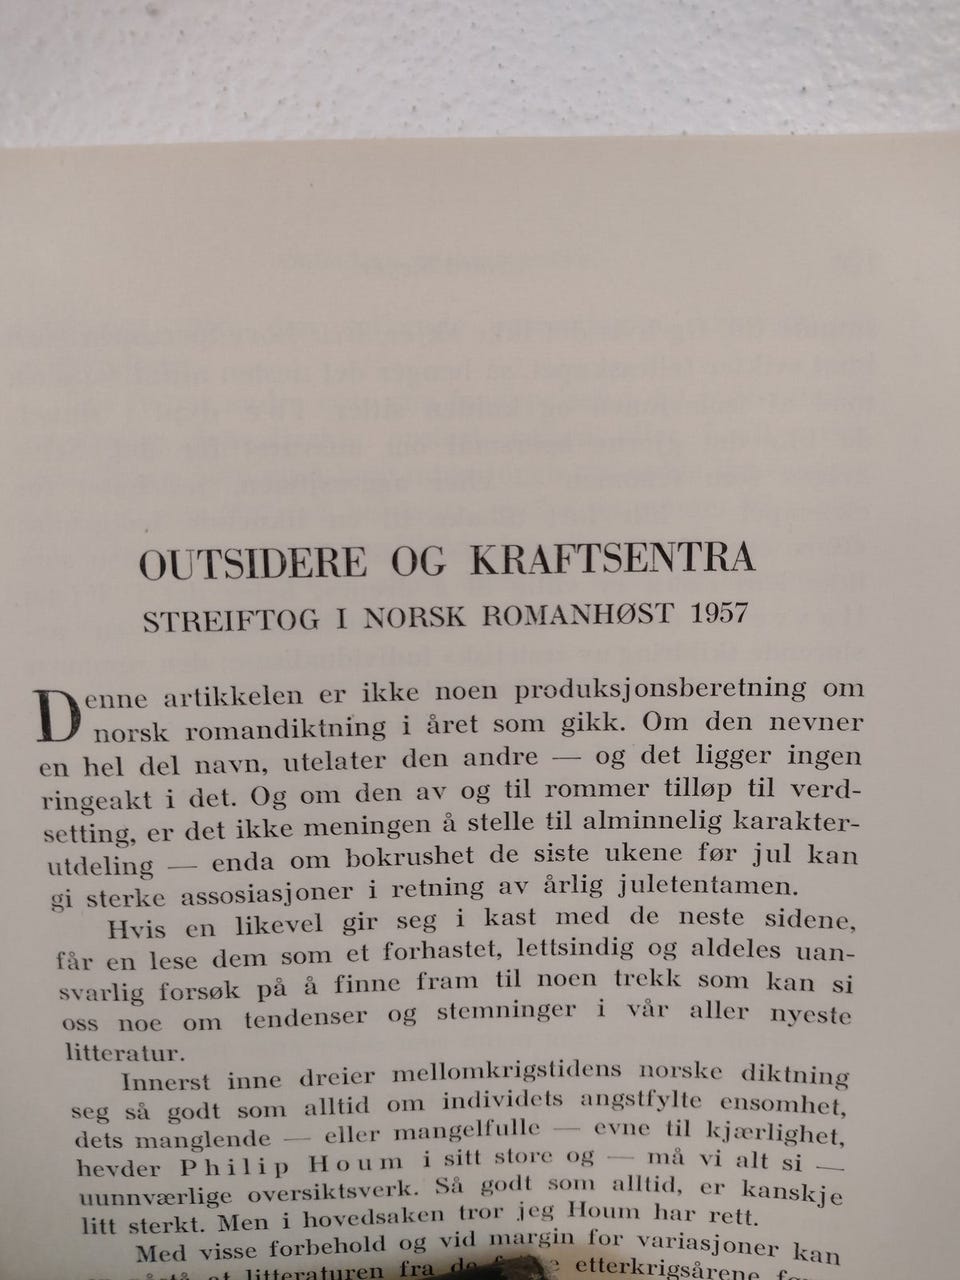 OUTSIDERE OG KRAFTSENTRA
STREIFTOG I NORSK ROMANHØST 1957
Denne artikkelen er ikke noen produksjonsberetning om
norsk romandiktning i året som gikk. Om den nevner
en hel del navn, utelater den andre — og det ligger ingen
ringeakt i det. Og om den av og til rommer tilløp til verd-
setting, er det ikke meningen å stelle til alminnelig karakter-
utdeling — enda om bokrushet de siste ukene før jul kan
gi sterke assosiasjoner i retning av årlig juletentamen.
Hvis en likevel gir seg i kast med de neste sidene,
får en lese dem som et forhastet, lettsindig og aldeles uan-
svarlig forsøk på å finne fram til noen trekk som kan si
oss noe om tendenser og stemninger i vår aller nyeste
litteratur.
Innerst inne dreier mellomkrigstidens norske diktning
seg så godt som alltid om individets angstfylte ensomhet,
dets manglende — eller mangelfulle — evne til kjærlighet,
hevder Philip Houm i sitt store og — må vi alt si —
uunnværlige oversiktsverk. Så godt som alltid, er kanskje
litt sterkt. Men i hovedsaken tror jeg Houm har rett.
Med visse forbehold og vid margin for variasjoner kan
at litteraturen fra de etterkrigsårene